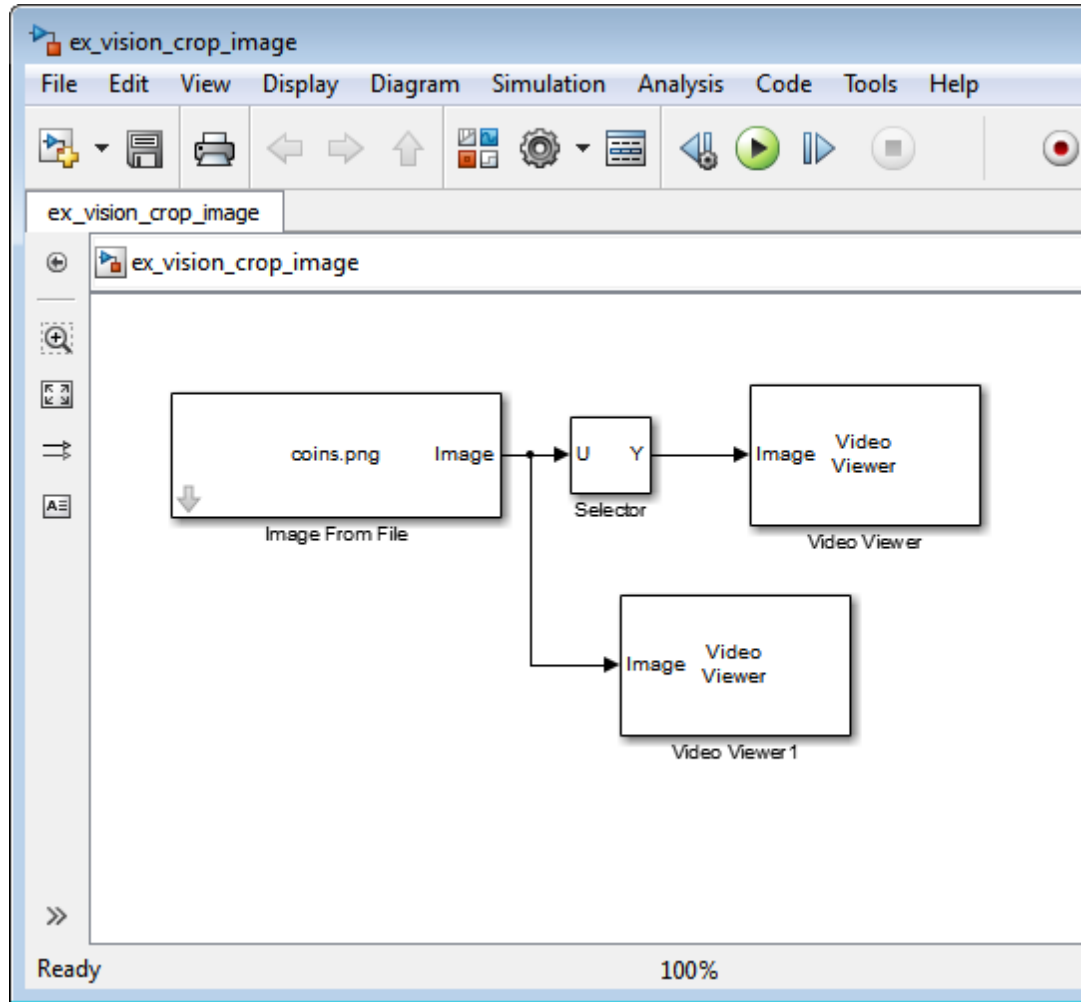 ex_vision_crop_image
File Edit View Display Diagram Simulation Analysis Code Tools Help
ex_vision_crop_image
ex_vision_crop_image
coins.png Image
Image From File
U Y
Selector
Image Video
Viewer
Video Viewer
Image Video
Viewer
Video Viewer1
A
Ready 100%